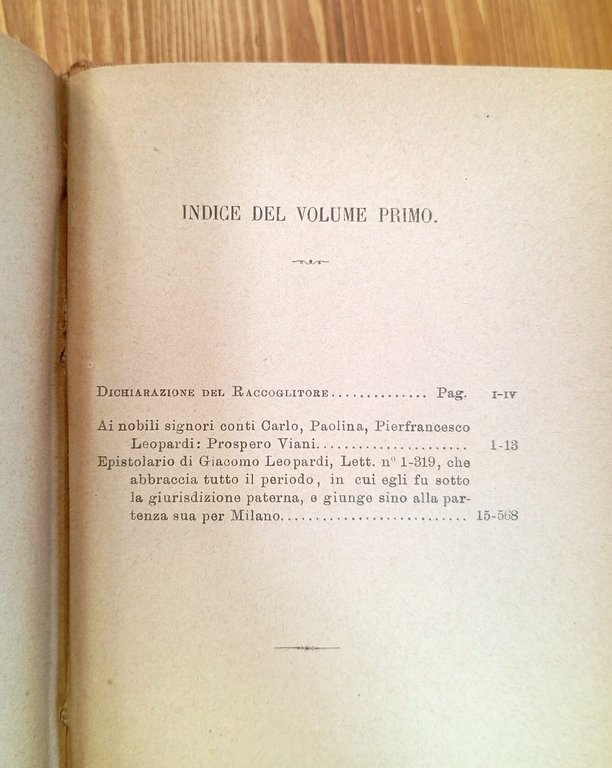 INDICE DEL VOLUME PRIMO.
DICHIARAZIONE DEL RACCOGLITORE.............. Pag. I-IV
Ai nobili signori conti Carlo, Paolina, Pierfrancesco
Leopardi: Prospero Viani...................... 1-13
Epistolario di Giacomo Leopardi, Lett. n° 1-319, che
abbraccia tutto il periodo, in cui egli fu sotto
la giurisdizione paterna, e giunge sino alla par-
tenza sua per Milano........................... 15-568